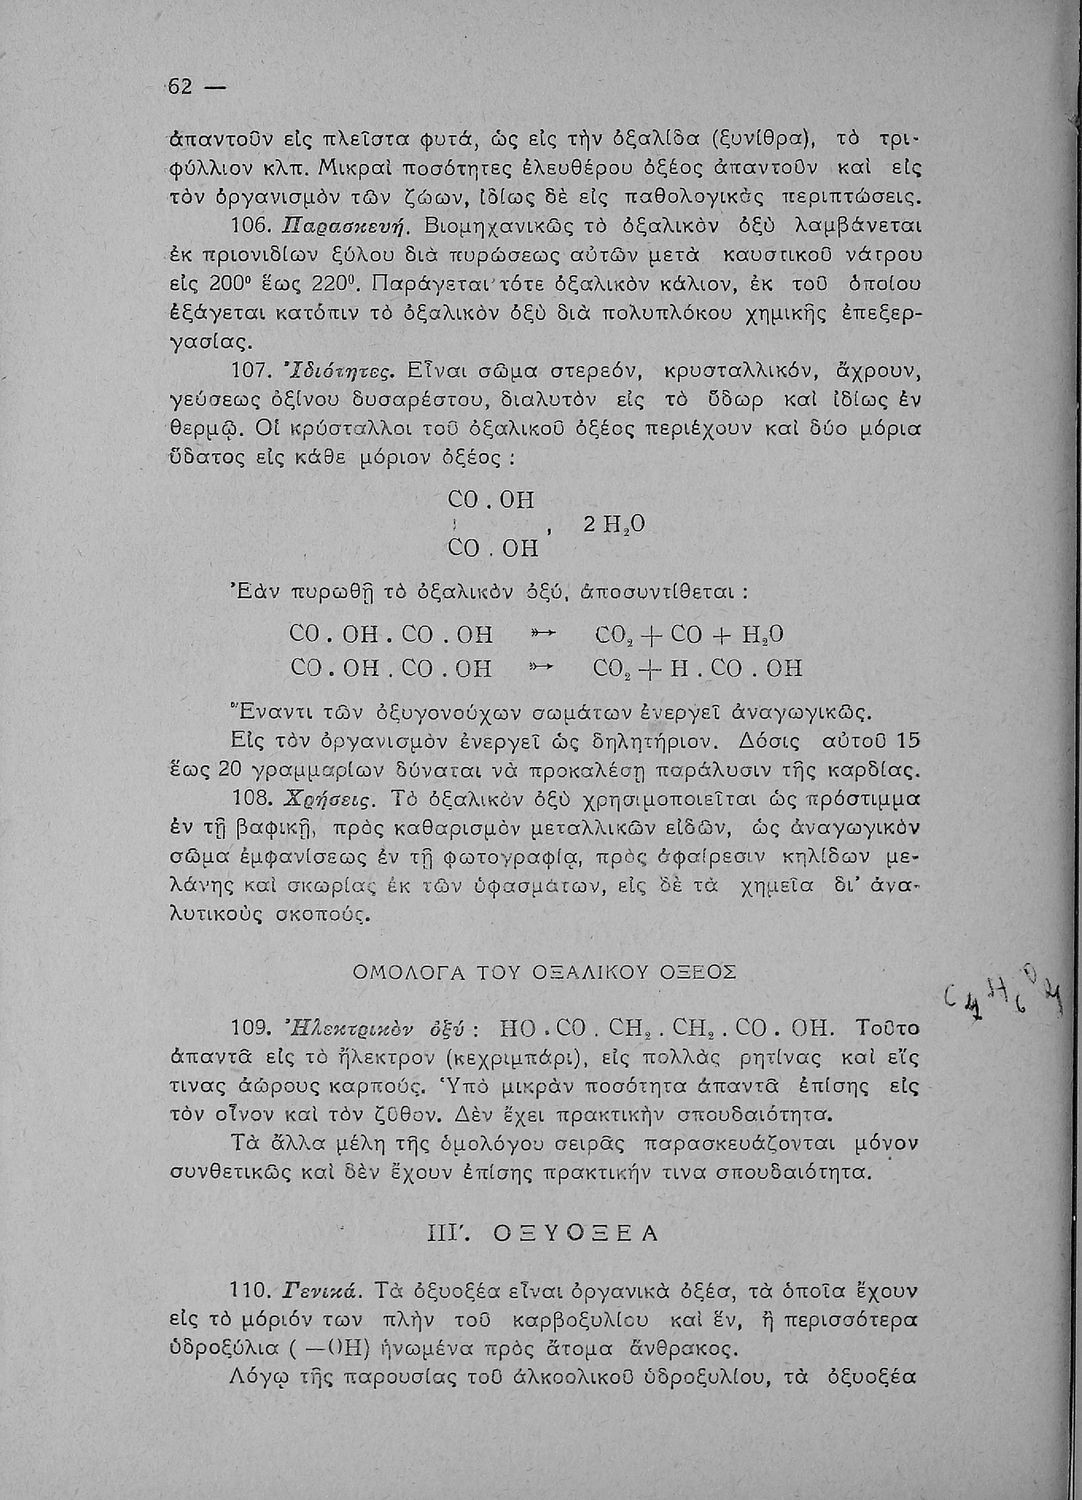 62 —
ἀπαντοῦν εἰς πλεῖστα φυτά, ὡς εἰς τὴν ὀξαλίδα (ξυνίθρα), τὸ τρι-
φύλλιον κλπ. Μικραὶ ποσότητες ἐλευθέρου ὀξέος ἀπαντοῦν καὶ εἰς
τὸν ὀργανισμὸν τῶν ζώων, ἰδίως δὲ εἰς παθολογικὰς περιπτώσεις.
106. Παρασκευή. Βιομηχανικῶς τὸ ὀξαλικὸν ὀξὺ λαμβάνεται
ἐκ πριονιδίων ξύλου διὰ πυρώσεως αὐτῶν μετὰ καυστικοῦ νάτρου
εἰς 200° ἕως 220°. Παράγεται τότε ὀξαλικὸν κάλιον, ἐκ τοῦ ὁποίου
ἐξάγεται κατόπιν τὸ ὀξαλικὸν ὀξὺ διὰ πολυπλόκου χημικῆς ἐπεξερ-
γασίας.
107. Ἰδιότητες. Εἶναι σῶμα στερεόν, κρυσταλλικόν, ἄχρουν,
γεύσεως ὀξίνου δυσαρέστου, διαλυτὸν εἰς τὸ ὕδωρ καὶ ἰδίως ἐν
θερμῷ. Οἱ κρύσταλλοι τοῦ ὀξαλικοῦ ὀξέος περιέχουν καὶ δύο μόρια
ὕδατος εἰς κάθε μόριον ὀξέος :
CO . OH
| , 2 H₂O
CO . OH
Ἐὰν πυρωθῇ τὸ ὀξαλικὸν ὀξύ, ἀποσυντίθεται :
CO . OH . CO . OH ➳ CO₂ + CO + H₂O
CO . OH . CO . OH ➳ CO₂ + H . CO . OH
Ἔναντι τῶν ὀξυγονούχων σωμάτων ἐνεργεῖ ἀναγωγικῶς.
Εἰς τὸν ὀργανισμὸν ἐνεργεῖ ὡς δηλητήριον. Δόσις αὐτοῦ 15
ἕως 20 γραμμαρίων δύναται νὰ προκαλέσῃ παράλυσιν τῆς καρδίας.
108. Χρήσεις. Τὸ ὀξαλικὸν ὀξὺ χρησιμοποιεῖται ὡς πρόστιμμα
ἐν τῇ βαφικῇ, πρὸς καθαρισμὸν μεταλλικῶν εἰδῶν, ὡς ἀναγωγικὸν
σῶμα ἐμφανίσεως ἐν τῇ φωτογραφίᾳ, πρὸς ἀφαίρεσιν κηλίδων με-
λάνης καὶ σκωρίας ἐκ τῶν ὑφασμάτων, εἰς δὲ τὰ χημεῖα δι' ἀνα-
λυτικοὺς σκοπούς.
ΟΜΟΛΟΓΑ ΤΟΥ ΟΞΑΛΙΚΟΥ ΟΞΕΟΣ
C₄H₆O₄
109. Ἠλεκτρικὸν ὀξύ : HO . CO . CH₂ . CH₂ . CO . OH. Τοῦτο
ἀπαντᾶ εἰς τὸ ἤλεκτρον (κεχριμπάρι), εἰς πολλὰς ρητίνας καὶ εἴς
τινας ἀώρους καρπούς. Ὑπὸ μικρὰν ποσότητα ἀπαντᾶ ἐπίσης εἰς
τὸν οἶνον καὶ τὸν ζῦθον. Δὲν ἔχει πρακτικὴν σπουδαιότητα.
Τὰ ἄλλα μέλη τῆς ὁμολόγου σειρᾶς παρασκευάζονται μόνον
συνθετικῶς καὶ δὲν ἔχουν ἐπίσης πρακτικήν τινα σπουδαιότητα.
ΙΙΙ'. ΟΞΥΟΞΕΑ
110. Γενικά. Τὰ ὀξυοξέα εἶναι ὀργανικὰ ὀξέα, τὰ ὁποῖα ἔχουν
εἰς τὸ μόριόν των πλὴν τοῦ καρβοξυλίου καὶ ἕν, ἢ περισσότερα
ὑδροξύλια ( —OH) ἡνωμένα πρὸς ἄτομα ἄνθρακος.
Λόγῳ τῆς παρουσίας τοῦ ἀλκοολικοῦ ὑδροξυλίου, τὰ ὀξυοξέα